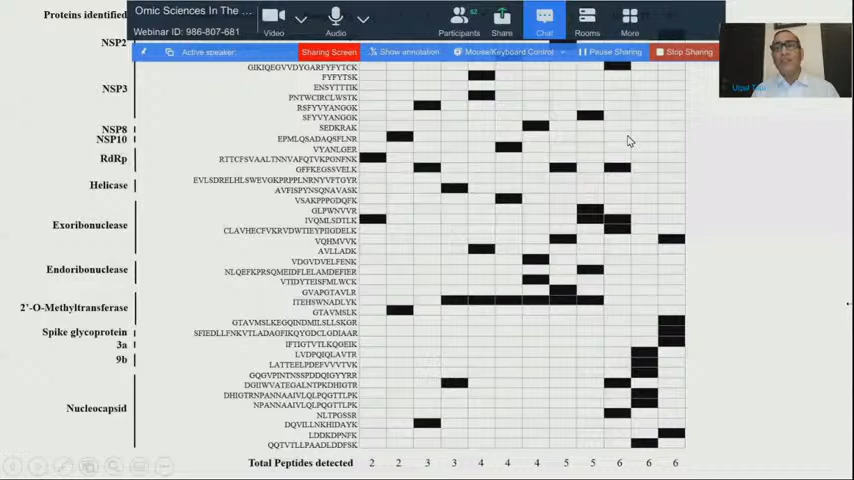 Proteins identified
Omic Sciences In The
Webinar ID: 986-807-681
Video
Audio
Participants
52
Share
Chat
Rooms
More
Active speaker:
Sharing Screen
Show annotation
Mouse/Keyboard Control
Pause Sharing
Stop Sharing
NSP2
GIKIQEGVVDYGARFYFYTCK
FYFYTSK
ENSYTTTIK
NSP3
PNTWCIRCLWSTK
RSFYVYANGGK
SFYVYANGGK
NSP8
SEDKRAK
NSP10
EPMLQSADAQSFLNR
VYANLGER
RdRp
RTTCFSVAALTNNVAFQTVKPGNFNK
GFFKEGSSVELK
Helicase
EVLSDRELHLSWEVGKPRPPLNRNYVFTGYR
AVFISPYNSQNAVASK
VSAKPPPGDQFK
GLPWNVVR
Exoribonuclease
IVQMLSDTLK
CLAVHECFVKRVDWTIEYPIIGDELK
VQHMVVK
AVLLADK
VDGVDVELFENK
Endoribonuclease
NLQEFKPRSQMEIDFLELAMDEFIER
VTIDYTEISFMLWCK
GVAPGTAVLR
ITEHSWNADLYK
2'-O-Methyltransferase
GTAVMSLK
GTAVMSLKEGQINDMILSLLSKGR
Spike glycoprotein
SFIEDLLFNKVTLADAGFIKQYGDCLGDIAAR
3a
IFTIGTVTLKQGEIK
LVDPQIQLAVTR
9b
LATTEELPDEFVVVTVK
GQGVPINTNSSPDDQIGYYRR
DGIIWVATEGALNTPKDHIGTR
DHIGTRNPANNAAIVLQLPQGTTLPK
NPANNAAIVLQLPQGTTLPK
Nucleocapsid
NLTPGSSR
DQVILLNKHIDAYK
LDDKDPNFK
QQTVTLLPAADLDDFSK
Total Peptides detected 2 2 3 3 4 4 4 5 5 6 6 6